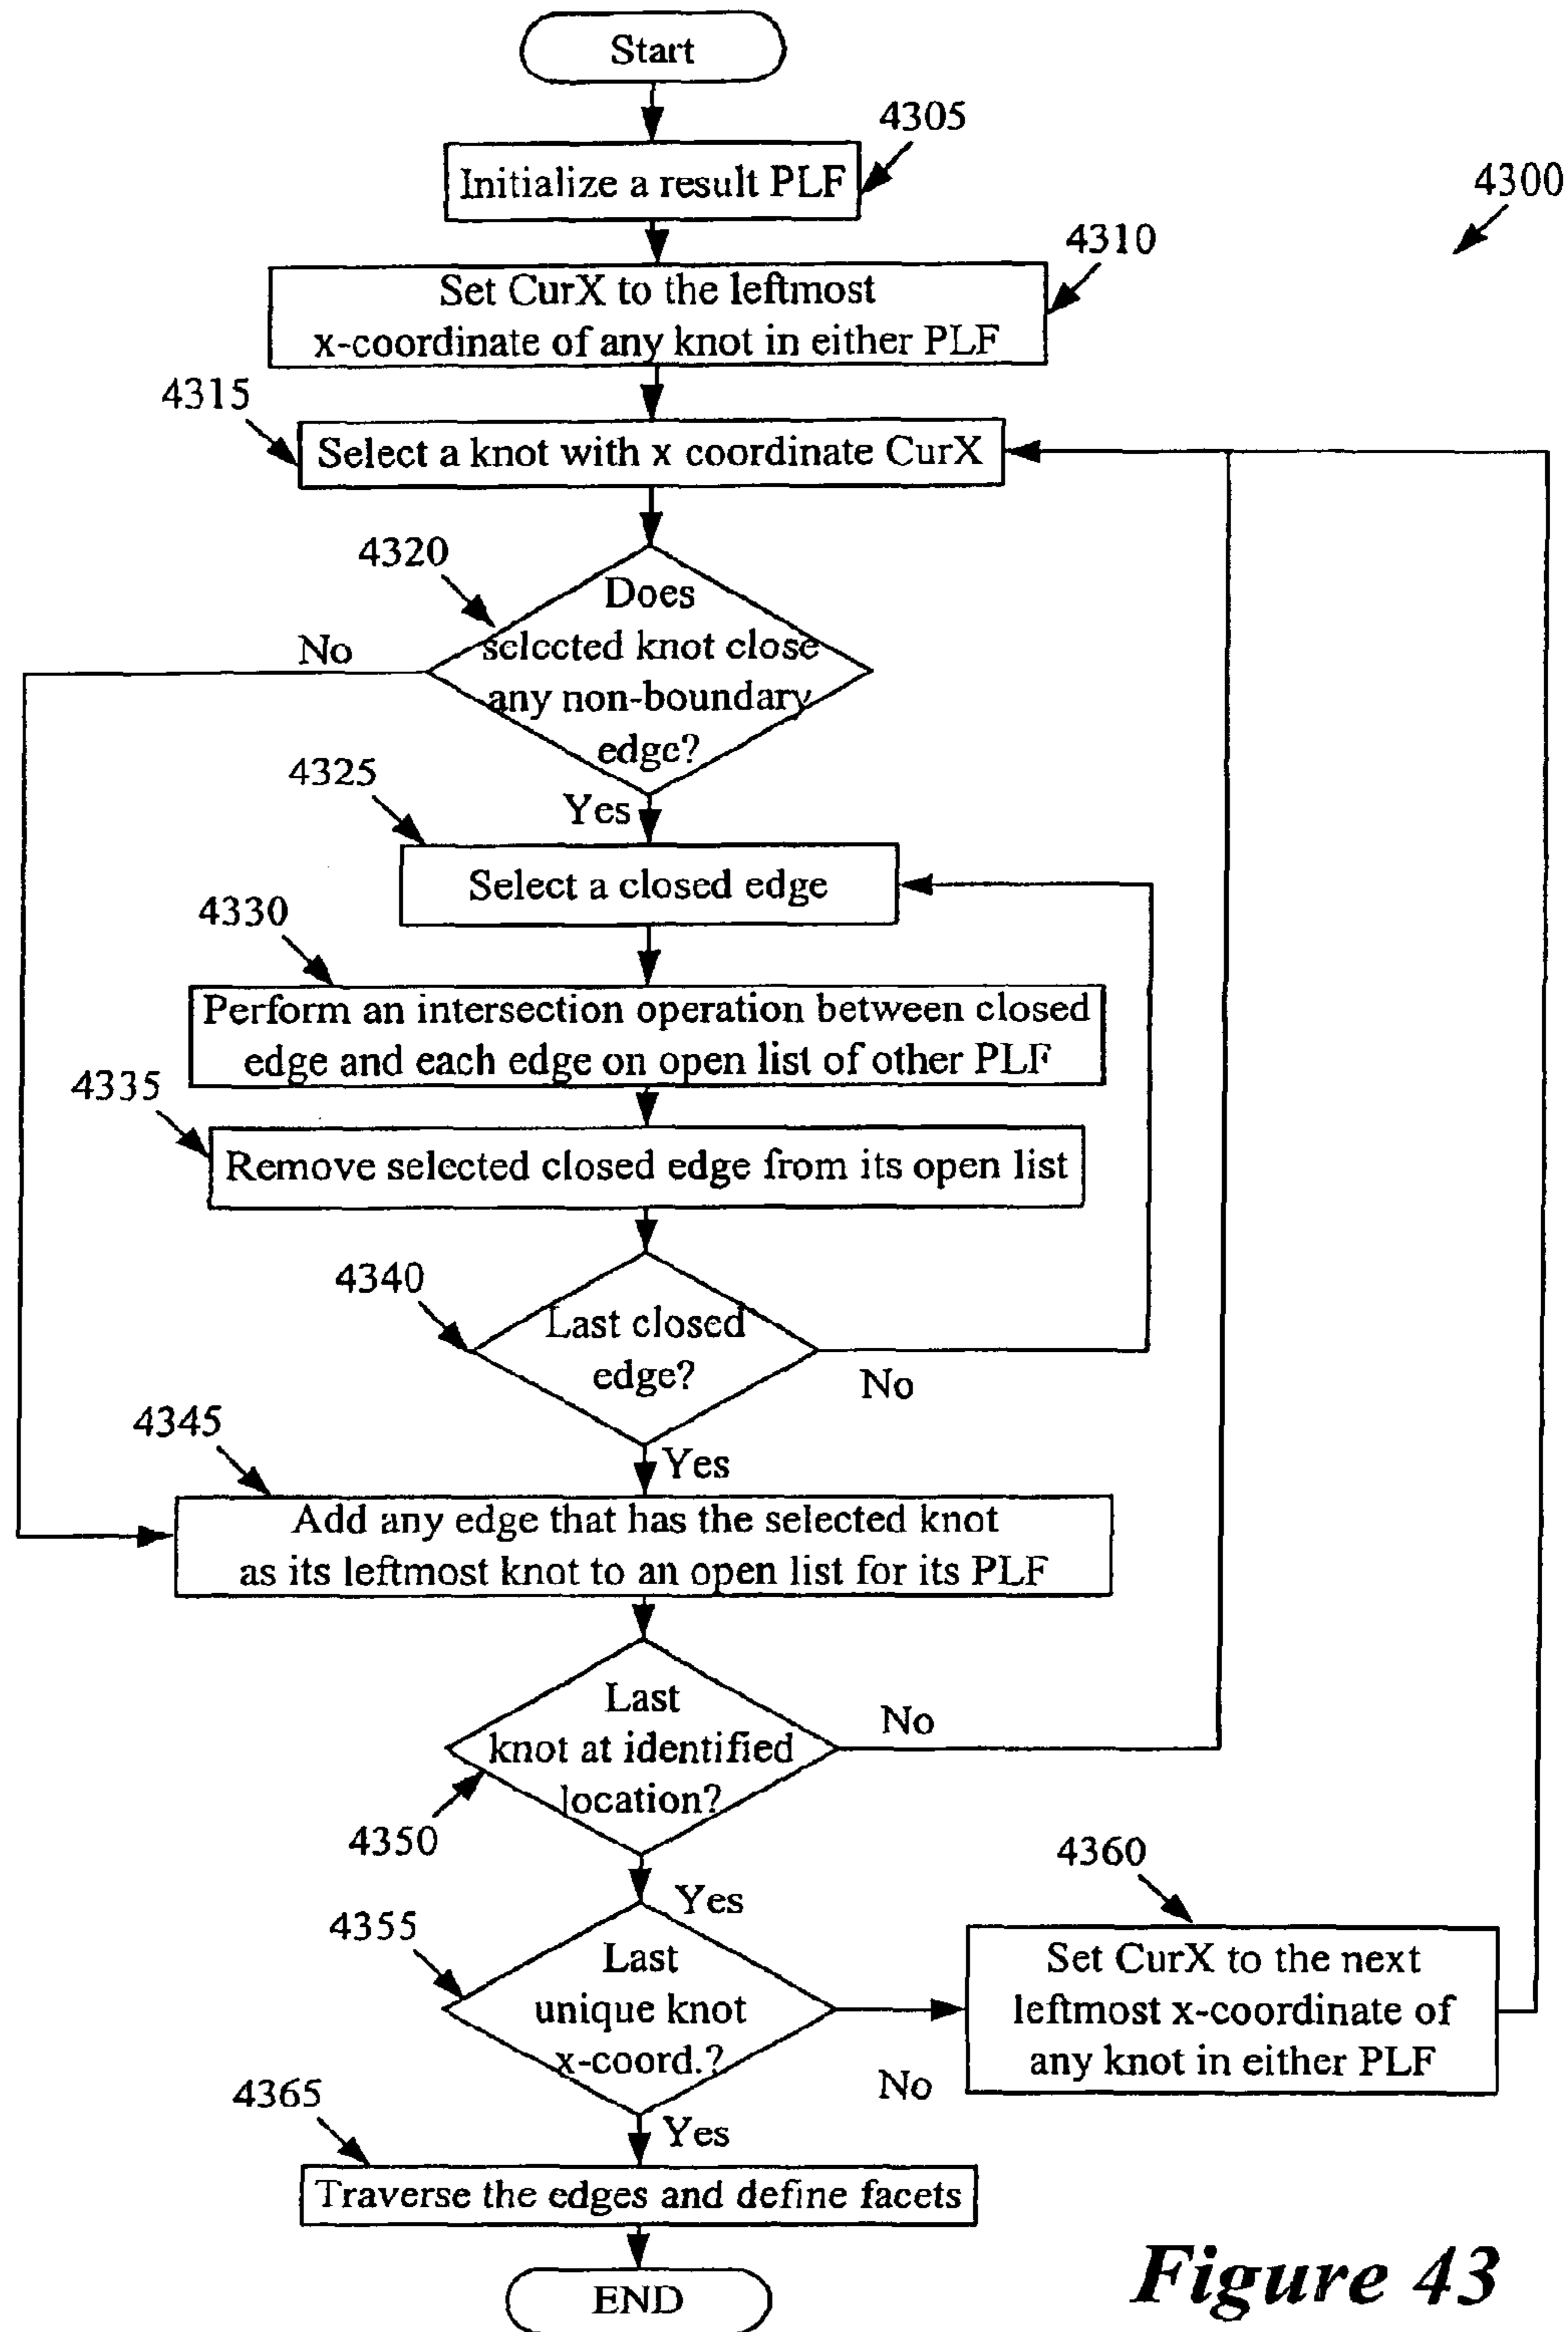 Start
4305
Initialize a result PLF
4300
4310
Set CurX to the leftmost
x-coordinate of any knot in either PLF
4315
Select a knot with x coordinate CurX
4320
Does
selected knot close
any non-boundary
edge?
No
4325
Yes
Select a closed edge
4330
Perform an intersection operation between closed
edge and each edge on open list of other PLF
4335
Remove selected closed edge from its open list
4340
Last closed
edge?
No
4345
Yes
Add any edge that has the selected knot
as its leftmost knot to an open list for its PLF
Last
knot at identified
location?
No
4350
4360
Yes
4355
Last
unique knot
x-coord.?
Set CurX to the next
leftmost x-coordinate of
any knot in either PLF
No
4365
Yes
Traverse the edges and define facets
END
Figure 43